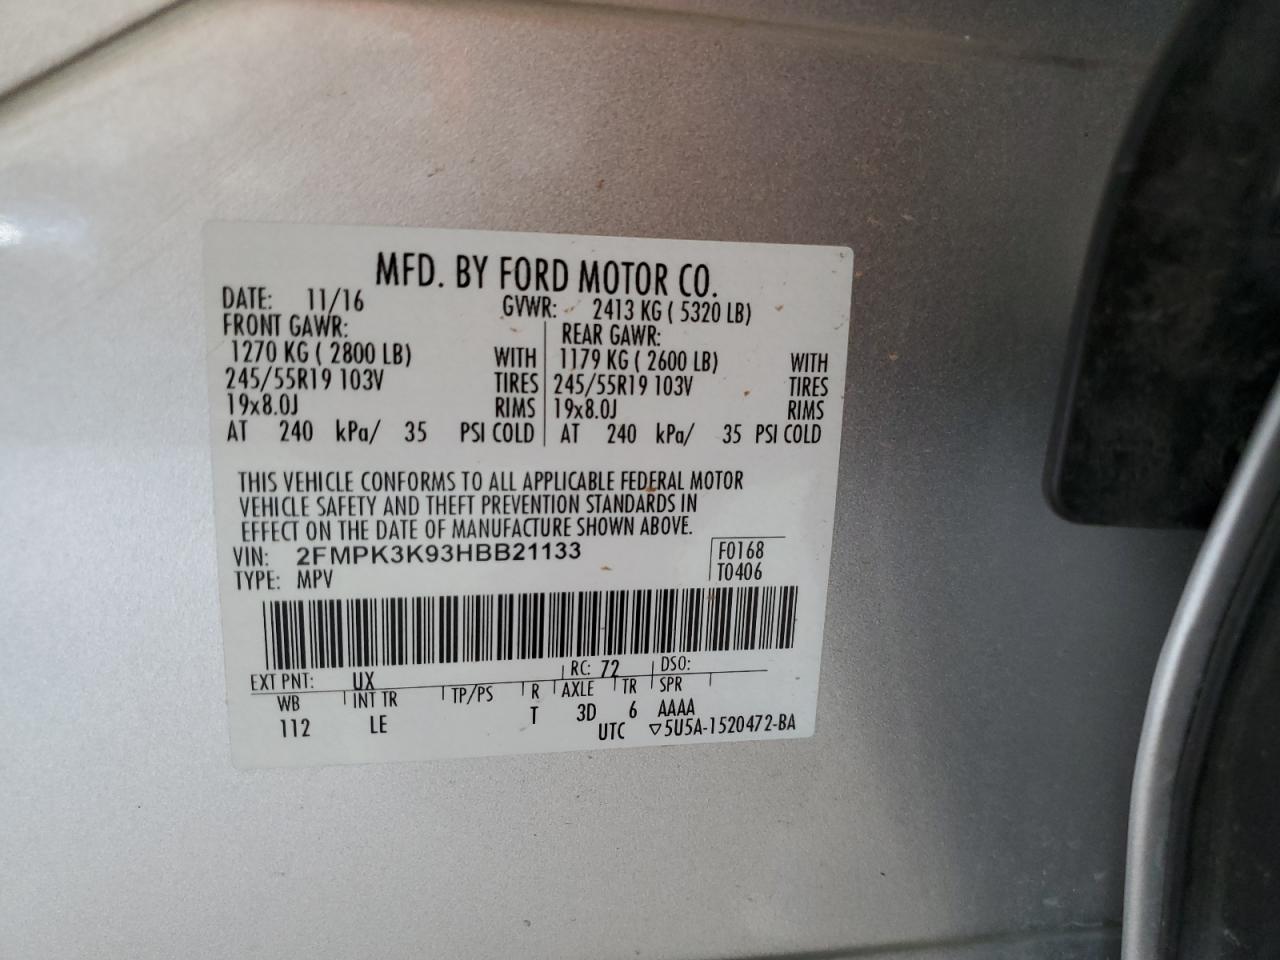 MFD. BY FORD MOTOR CO.
DATE: 11/16 GVWR: 2413 KG ( 5320 LB)
FRONT GAWR: REAR GAWR:
1270 KG ( 2800 LB) WITH 1179 KG ( 2600 LB) WITH
245/55R19 103V TIRES 245/55R19 103V TIRES
19x8.0J RIMS 19x8.0J RIMS
AT 240 kPa/ 35 PSI COLD AT 240 kPa/ 35 PSI COLD
THIS VEHICLE CONFORMS TO ALL APPLICABLE FEDERAL MOTOR
VEHICLE SAFETY AND THEFT PREVENTION STANDARDS IN
EFFECT ON THE DATE OF MANUFACTURE SHOWN ABOVE.
VIN: 2FMPK3K93HBB21133 F0168
TYPE: MPV T0406
EXT PNT: UX RC: 72 DSO:
WB INT TR TP/PS R AXLE TR SPR
112 LE T 3D 6 AAAA
UTC ▽5U5A-1520472-BA